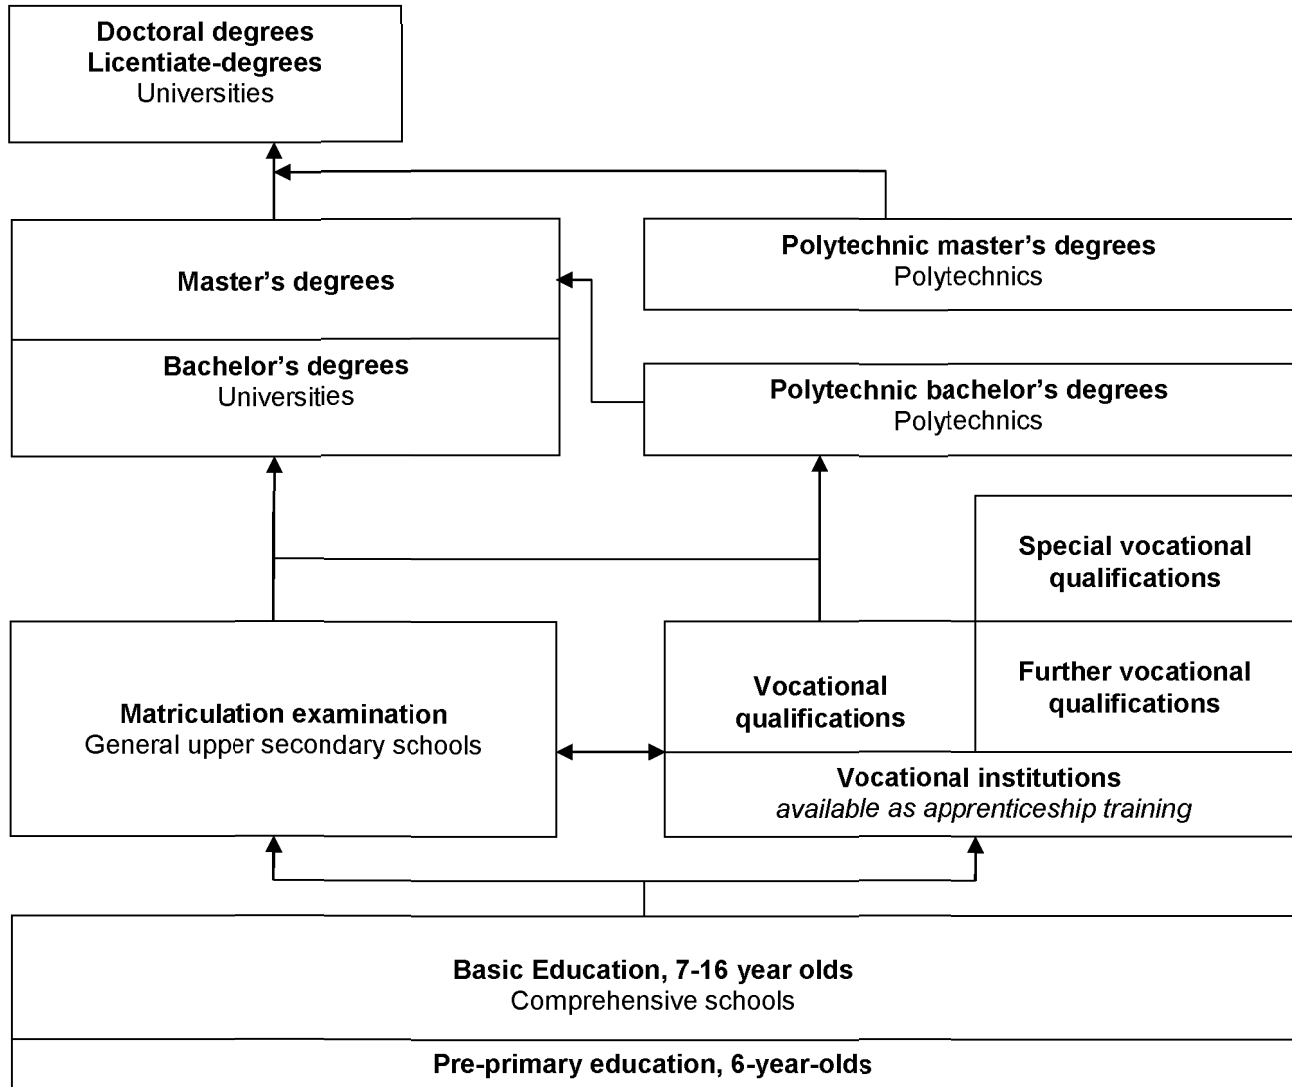 Doctoral degrees
Licentiate-degrees
Universities
Master’s degrees
Polytechnic master’s degrees
Polytechnics
Bachelor’s degrees
Universities
Polytechnic bachelor’s degrees
Polytechnics
Special vocational
qualifications
Matriculation examination
General upper secondary schools
Vocational
qualifications
Further vocational
qualifications
Vocational institutions
available as apprenticeship training
Basic Education, 7-16 year olds
Comprehensive schools
Pre-primary education, 6-year-olds